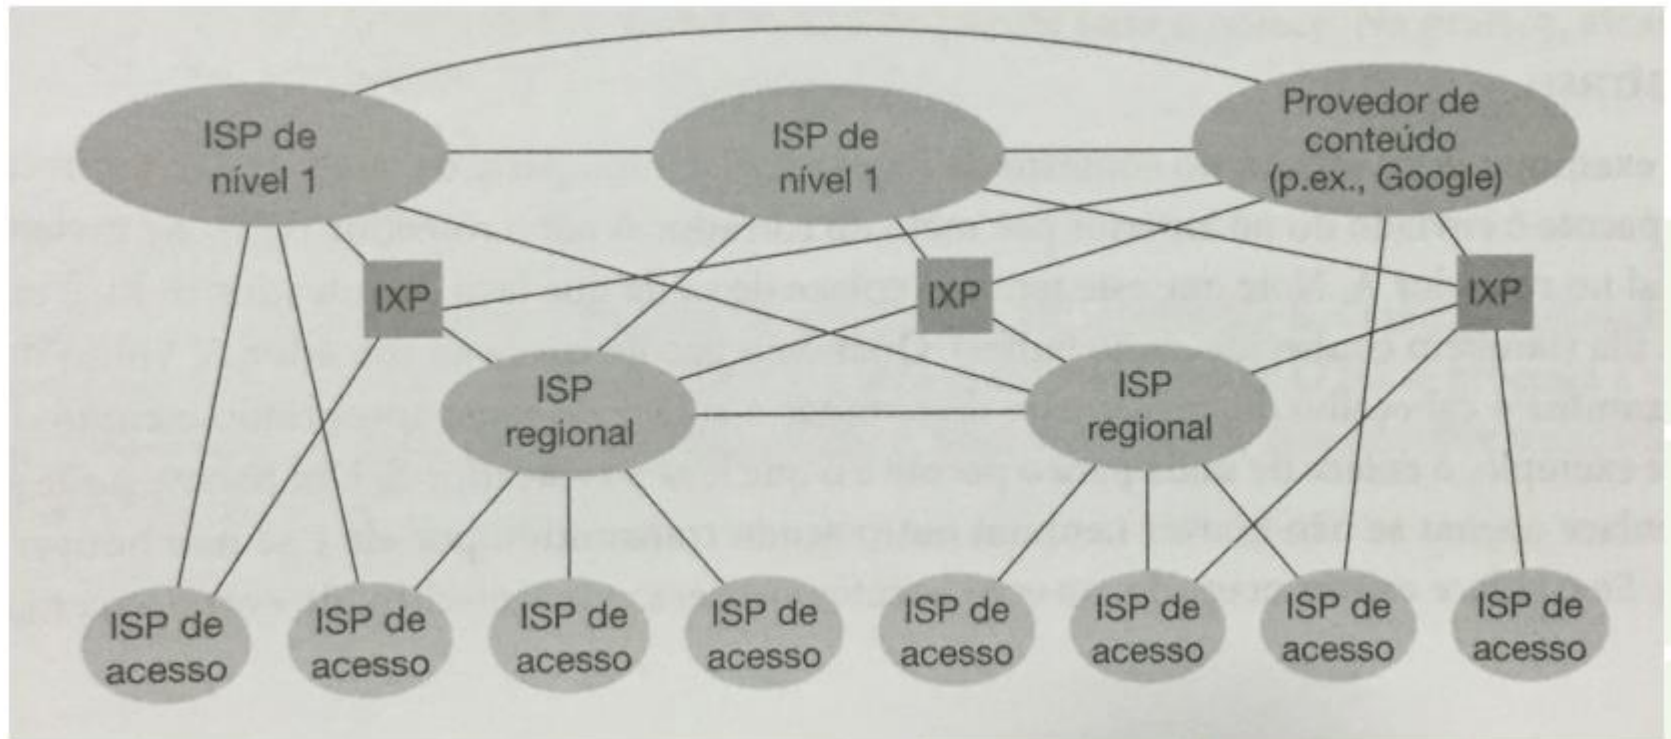 ISP de
nível 1
ISP de
nível 1
Provedor de
conteúdo
(p.ex., Google)
IXP
IXP
IXP
ISP
regional
ISP
regional
ISP de
acesso
ISP de
acesso
ISP de
acesso
ISP de
acesso
ISP de
acesso
ISP de
acesso
ISP de
acesso
ISP de
acesso